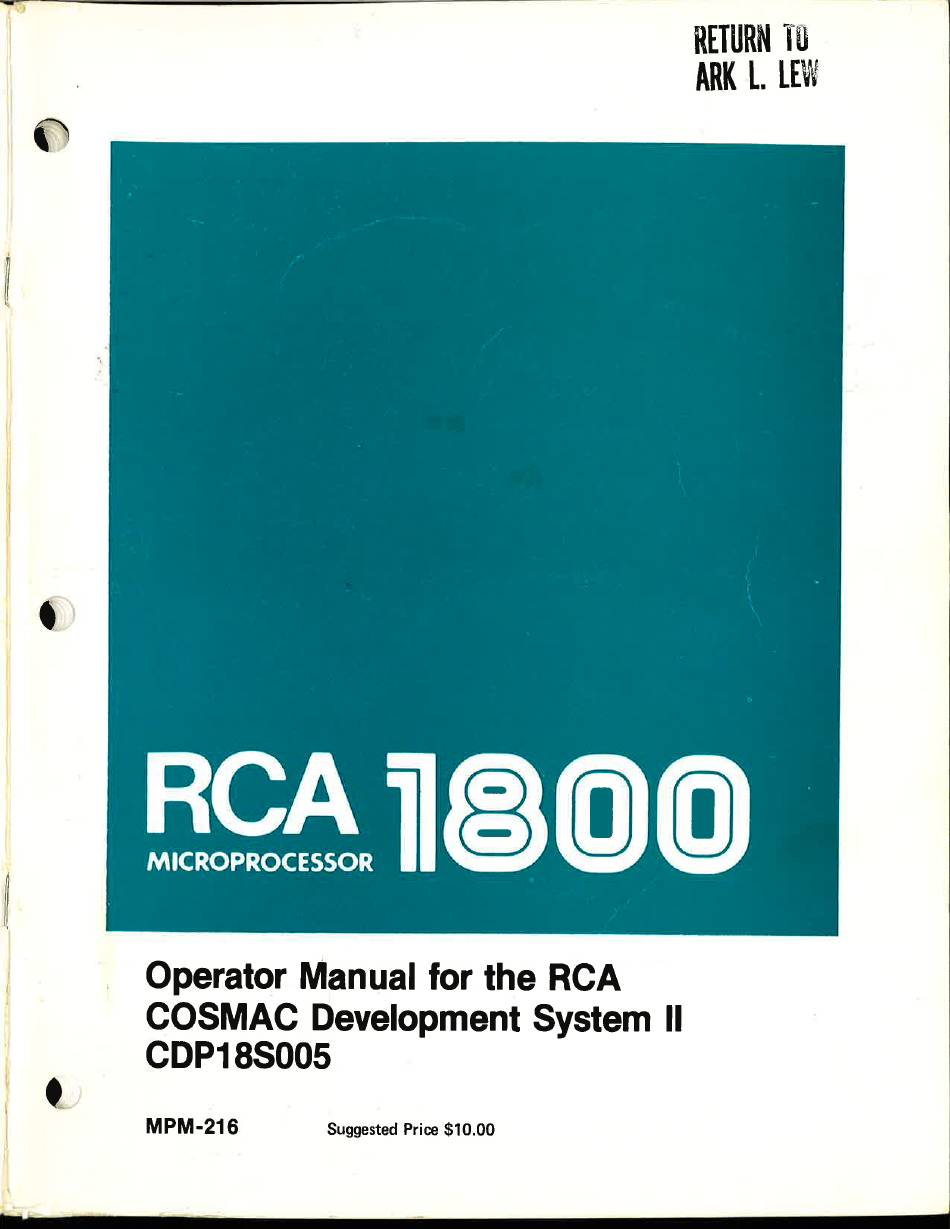 RETURN TO
ARK L. LEW
RCA 1800
MICROPROCESSOR
Operator Manual for the RCA
COSMAC Development System II
CDP18S005
MPM-216 Suggested Price $10.00